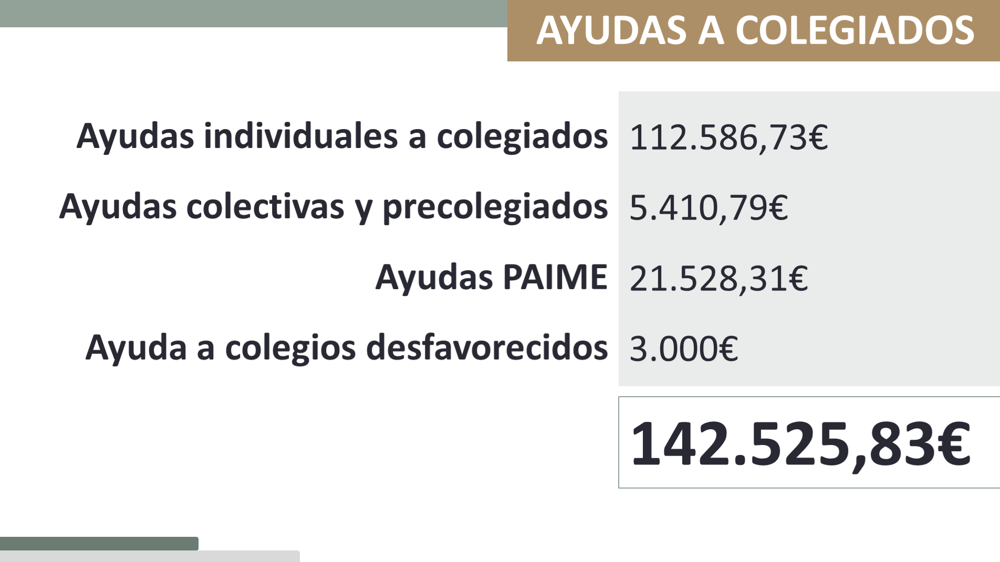 AYUDAS A COLEGIADOS
Ayudas individuales a colegiados 112.586,73€
Ayudas colectivas y precolegiados 5.410,79€
Ayudas PAIME 21.528,31€
Ayuda a colegios desfavorecidos 3.000€
142.525,83€